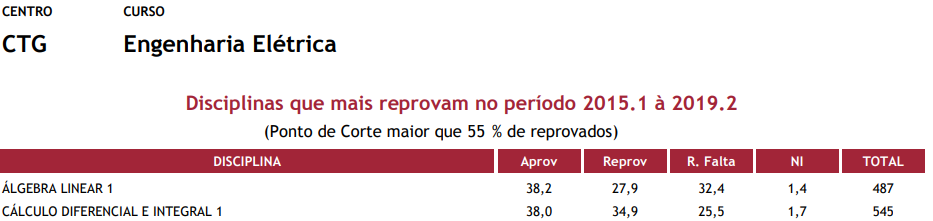 CENTRO CURSO
CTG Engenharia Elétrica
Disciplinas que mais reprovam no período 2015.1 à 2019.2
(Ponto de Corte maior que 55 % de reprovados)
DISCIPLINA Aprov Reprov R. Falta NI TOTAL
ÁLGEBRA LINEAR 1 38,2 27,9 32,4 1,4 487
CÁLCULO DIFERENCIAL E INTEGRAL 1 38,0 34,9 25,5 1,7 545